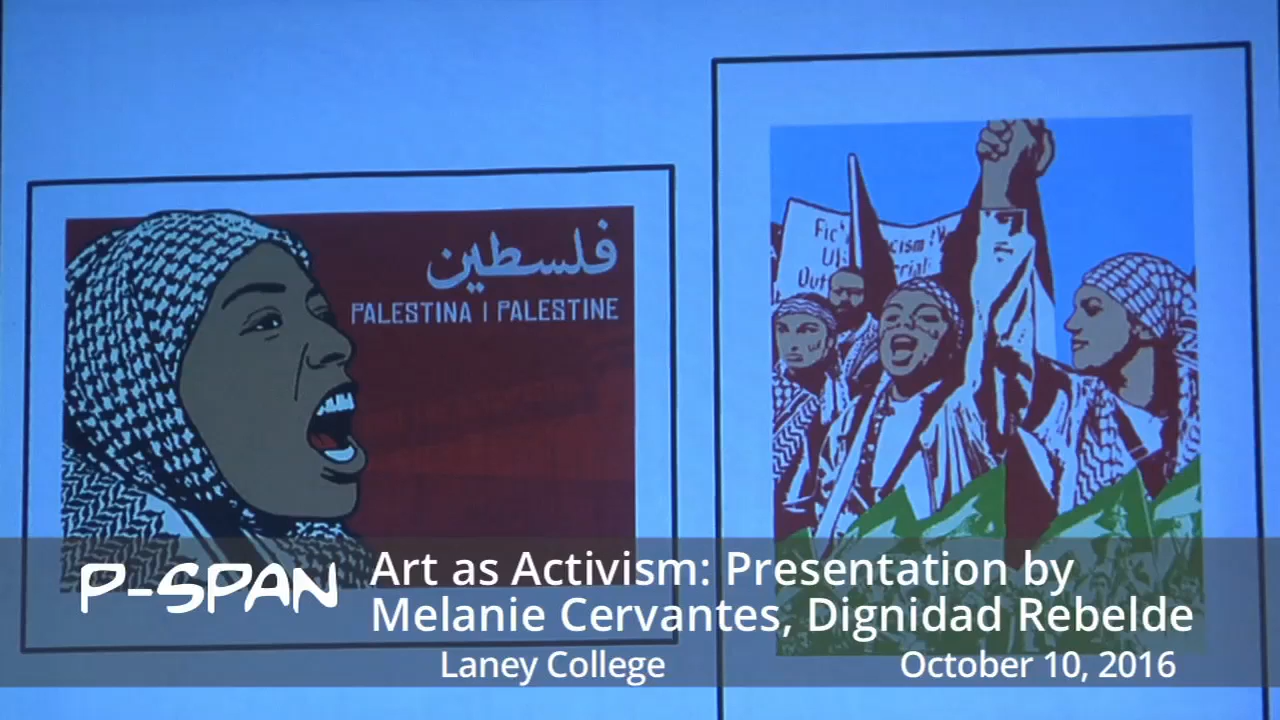 فلسطين
PALESTINA | PALESTINE
P-SPAN
Art as Activism: Presentation by
Melanie Cervantes, Dignidad Rebelde
Laney College
October 10, 2016